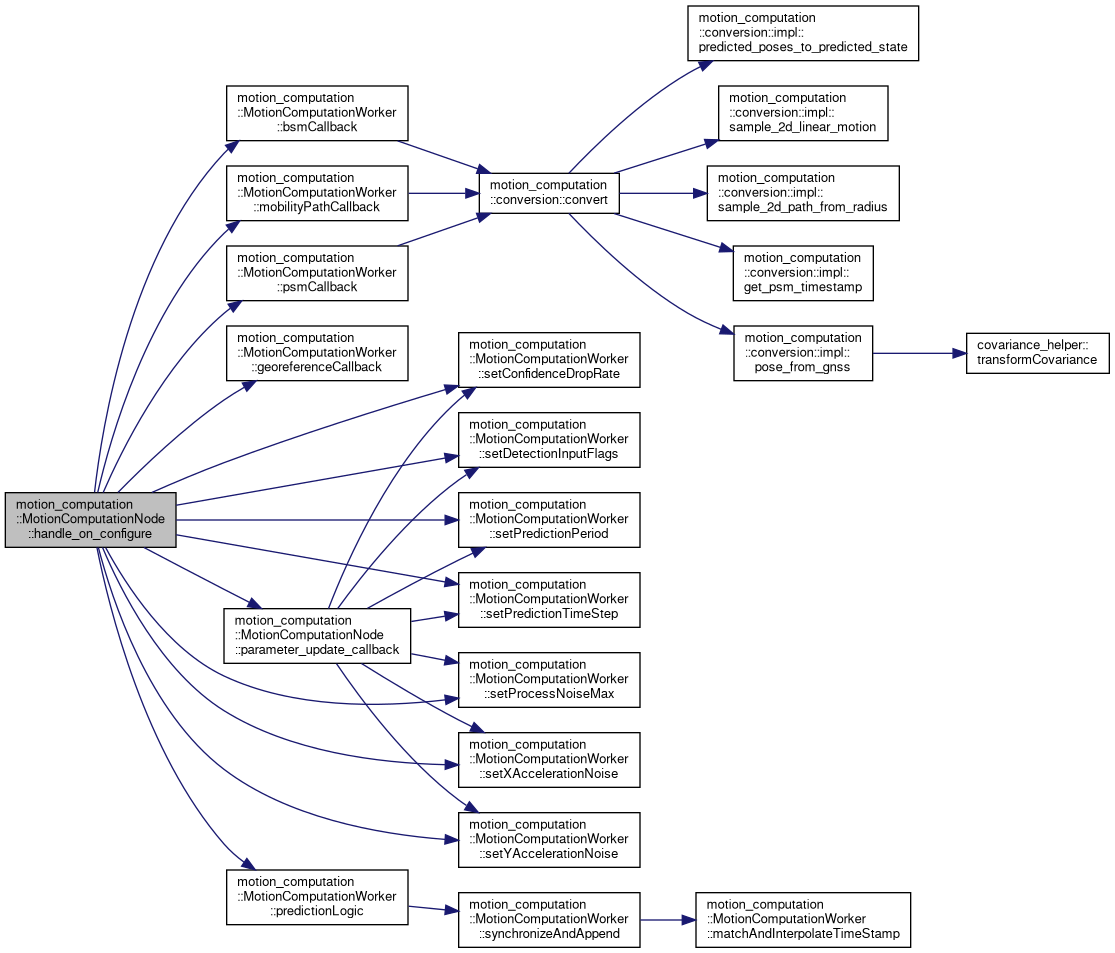 motion_computation
::conversion::impl::
predicted_poses_to_predicted_state
motion_computation
::MotionComputationWorker
::bsmCallback
motion_computation
::conversion::impl::
sample_2d_linear_motion
motion_computation
::MotionComputationWorker
::mobilityPathCallback
motion_computation
::conversion::convert
motion_computation
::conversion::impl::
sample_2d_path_from_radius
motion_computation
::MotionComputationWorker
::psmCallback
motion_computation
::conversion::impl::
get_psm_timestamp
motion_computation
::MotionComputationWorker
::georeferenceCallback
motion_computation
::conversion::impl::
pose_from_gnss
covariance_helper::
transformCovariance
motion_computation
::MotionComputationWorker
::setConfidenceDropRate
motion_computation
::MotionComputationWorker
::setDetectionInputFlags
motion_computation
::MotionComputationNode
::handle_on_configure
motion_computation
::MotionComputationWorker
::setPredictionPeriod
motion_computation
::MotionComputationWorker
::setPredictionTimeStep
motion_computation
::MotionComputationNode
::parameter_update_callback
motion_computation
::MotionComputationWorker
::setProcessNoiseMax
motion_computation
::MotionComputationWorker
::setXAccelerationNoise
motion_computation
::MotionComputationWorker
::setYAccelerationNoise
motion_computation
::MotionComputationWorker
::predictionLogic
motion_computation
::MotionComputationWorker
::synchronizeAndAppend
motion_computation
::MotionComputationWorker
::matchAndInterpolateTimeStamp